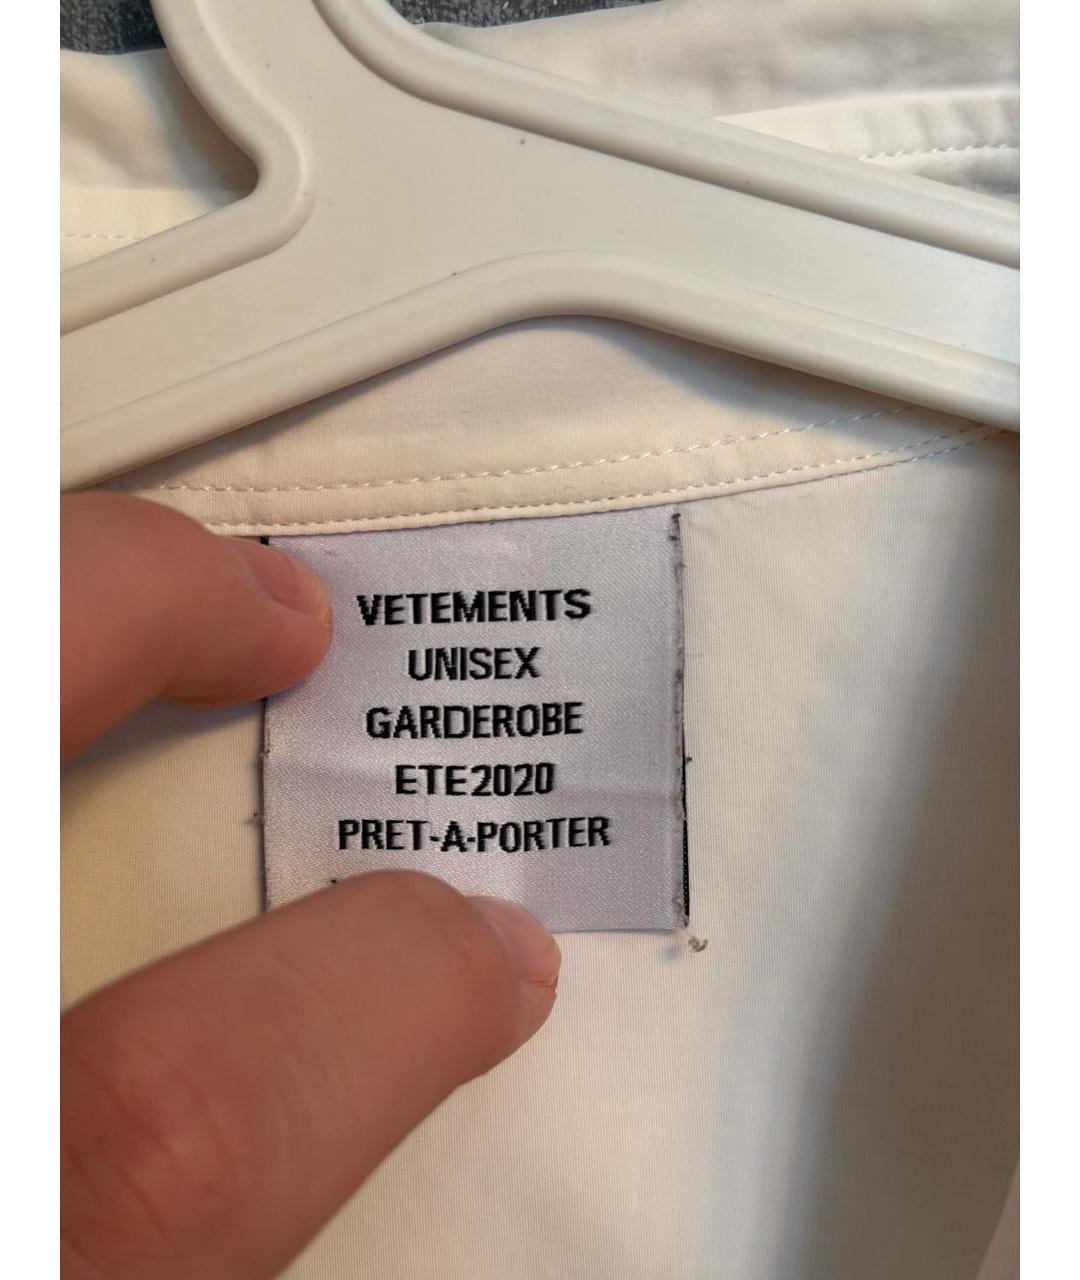 VETEMENTS
UNISEX
GARDEROBE
ETE2020
PRET-A-PORTER